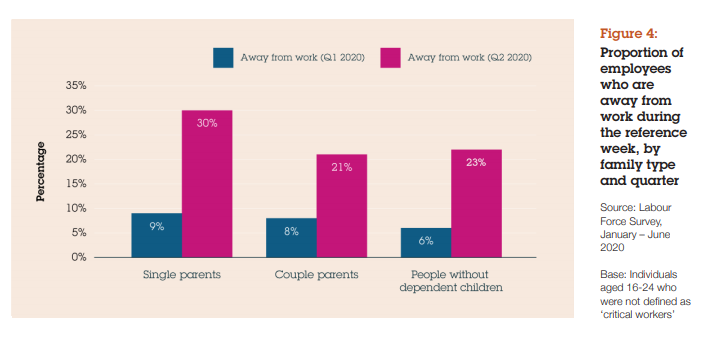 Away from work (Q1 2020)
Away from work (Q2 2020)
Percentage
35%
30%
25%
20%
15%
10%
5%
0%
9%
30%
8%
21%
6%
23%
Single parents
Couple parents
People without
dependent children
Figure 4:
Proportion of
employees
who are
away from
work during
the reference
week, by
family type
and quarter
Source: Labour
Force Survey,
January – June
2020
Base: Individuals
aged 16-24 who
were not defined as
‘critical workers’